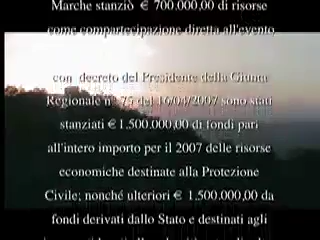 Marche stanziò € 700.000,00 di risorse
come compartecipazione diretta all'evento
con decreto del Presidente della Giunta
Regionale n° 75 del 16/04/2007 sono stati
stanziati € 1.500.000,00 di fondi pari
all'intero importo per il 2007 delle risorse
economiche destinate alla Protezione
Civile; nonché ulteriori € 1.500.000,00 da
fondi derivati dallo Stato e destinati agli